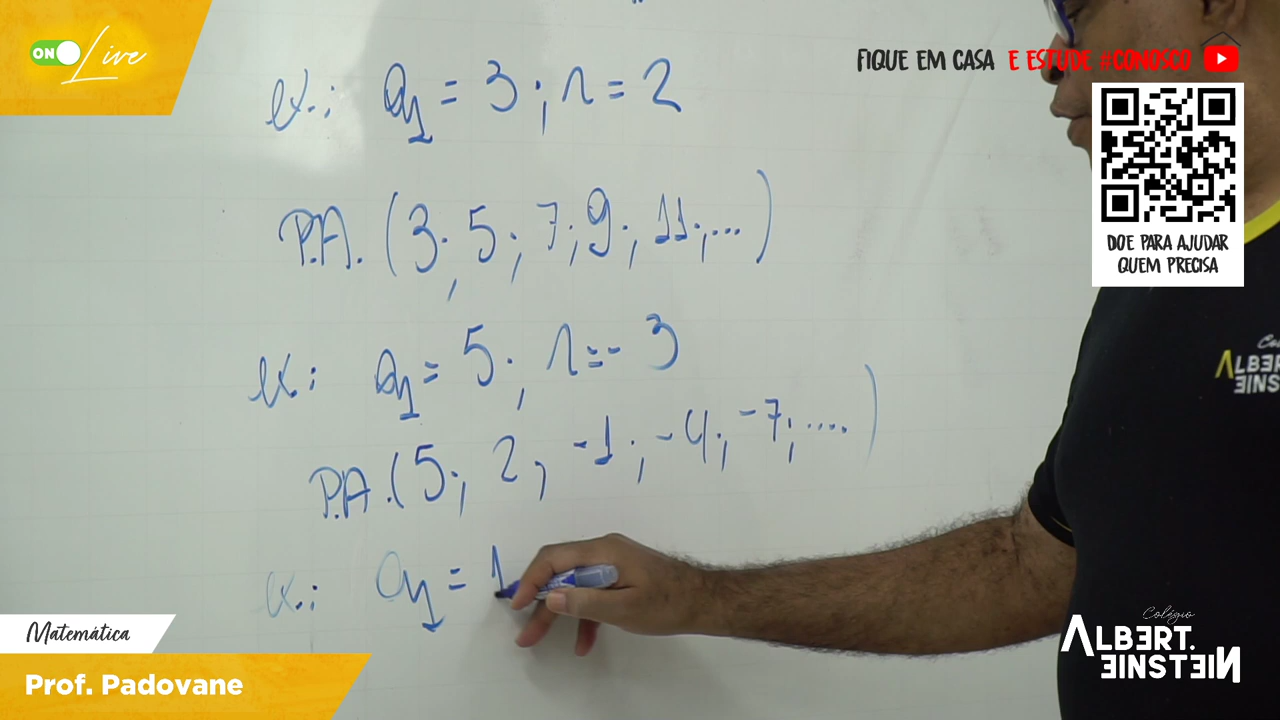 ON Live
FIQUE EM CASA E ESTUDE #CONOSCO
ex.: a1 = 3 ; r = 2
P.A. (3 ; 5 ; 7 ; 9 ; 11 ; ...)
DOE PARA AJUDAR
QUEM PRECISA
ex: a1 = 5 ; r = - 3
P.A. (5 ; 2 ; -1 ; -4 ; -7 ; ....)
ex.: a1 = 1
Matemática
Prof. Padovane
Colégio
ALBERT.
EINSTEIN